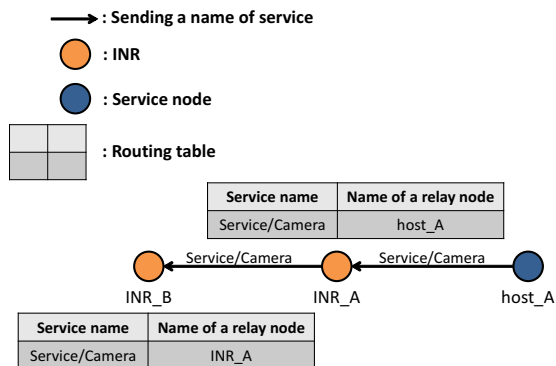 : Sending a name of service
: INR
: Service node
: Routing table
Service name Name of a relay node
Service/Camera host_A
Service/Camera Service/Camera
INR_B INR_A host_A
Service name Name of a relay node
Service/Camera INR_A